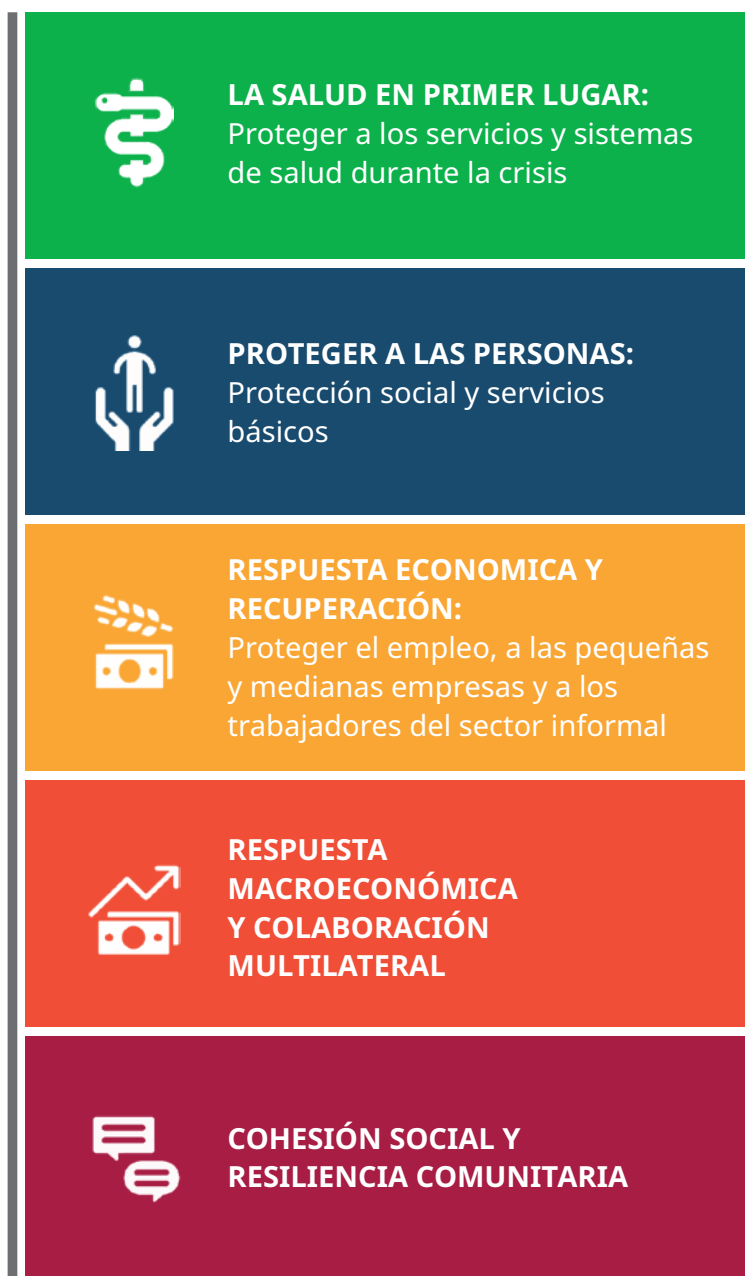 LA SALUD EN PRIMER LUGAR:
Proteger a los servicios y sistemas
de salud durante la crisis
PROTEGER A LAS PERSONAS:
Protección social y servicios
básicos
RESPUESTA ECONOMICA Y
RECUPERACIÓN:
Proteger el empleo, a las pequeñas
y medianas empresas y a los
trabajadores del sector informal
RESPUESTA
MACROECONÓMICA
Y COLABORACIÓN
MULTILATERAL
COHESIÓN SOCIAL Y
RESILIENCIA COMUNITARIA